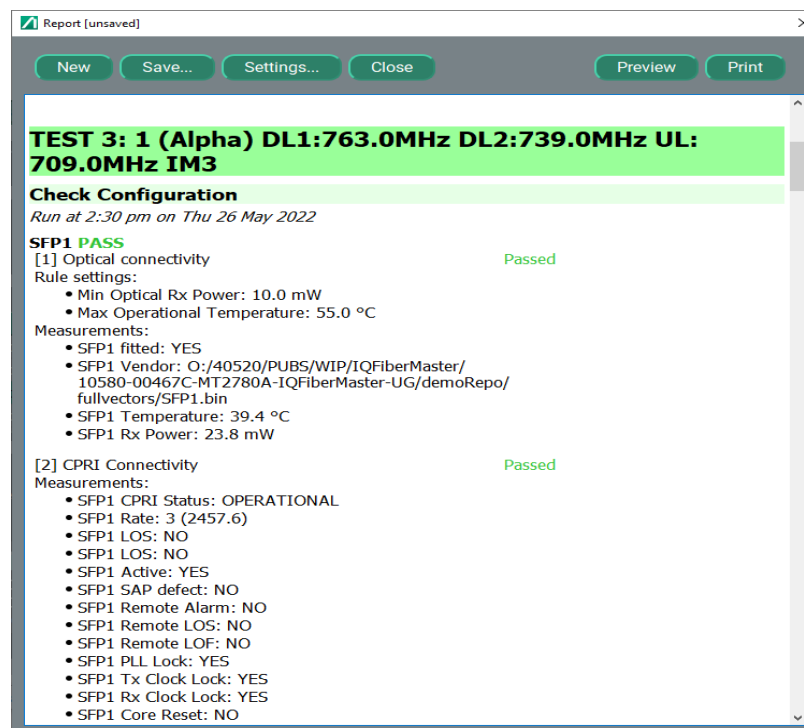 Report [unsaved]
New Save... Settings... Close Preview Print
TEST 3: 1 (Alpha) DL1:763.0MHz DL2:739.0MHz UL:
709.0MHz IM3
Check Configuration
Run at 2:30 pm on Thu 26 May 2022
SFP1 PASS
[1] Optical connectivity Passed
Rule settings:
• Min Optical Rx Power: 10.0 mW
• Max Operational Temperature: 55.0 °C
Measurements:
• SFP1 fitted: YES
• SFP1 Vendor: O:/40520/PUBS/WIP/IQFiberMaster/
10580-00467C-MT2780A-IQFiberMaster-UG/demoRepo/
fullvectors/SFP1.bin
• SFP1 Temperature: 39.4 °C
• SFP1 Rx Power: 23.8 mW
[2] CPRI Connectivity Passed
Measurements:
• SFP1 CPRI Status: OPERATIONAL
• SFP1 Rate: 3 (2457.6)
• SFP1 LOS: NO
• SFP1 LOS: NO
• SFP1 Active: YES
• SFP1 SAP defect: NO
• SFP1 Remote Alarm: NO
• SFP1 Remote LOS: NO
• SFP1 Remote LOF: NO
• SFP1 PLL Lock: YES
• SFP1 Tx Clock Lock: YES
• SFP1 Rx Clock Lock: YES
• SFP1 Core Reset: NO